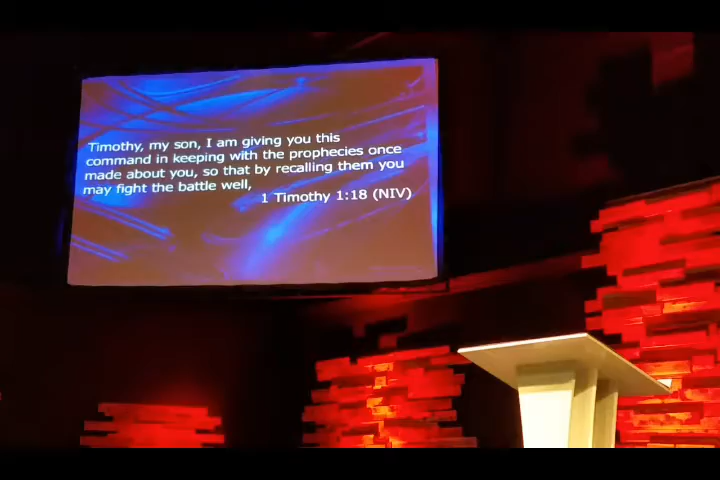 Timothy, my son, I am giving you this
command in keeping with the prophecies once
made about you, so that by recalling them you
may fight the battle well,
1 Timothy 1:18 (NIV)